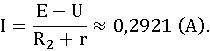 I = (E − U) / (R₂ + r) ≈ 0,2921 (A).